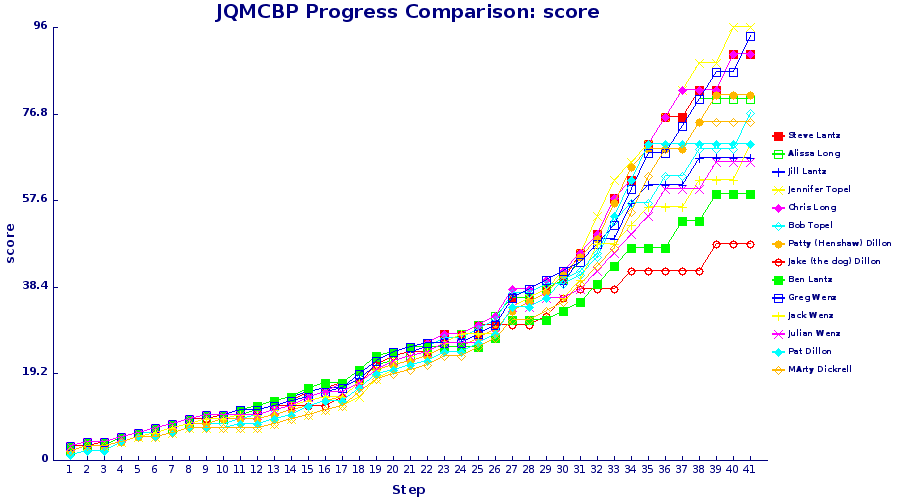 JQMCBP Progress Comparison: score
96
76.8
57.6
38.4
19.2
0
score
1 2 3 4 5 6 7 8 9 10 11 12 13 14 15 16 17 18 19 20 21 22 23 24 25 26 27 28 29 30 31 32 33 34 35 36 37 38 39 40 41
Step
Steve Lantz
Alissa Long
Jill Lantz
Jennifer Topel
Chris Long
Bob Topel
Patty (Henshaw) Dillon
Jake (the dog) Dillon
Ben Lantz
Greg Wenz
Jack Wenz
Julian Wenz
Pat Dillon
MArty Dickrell